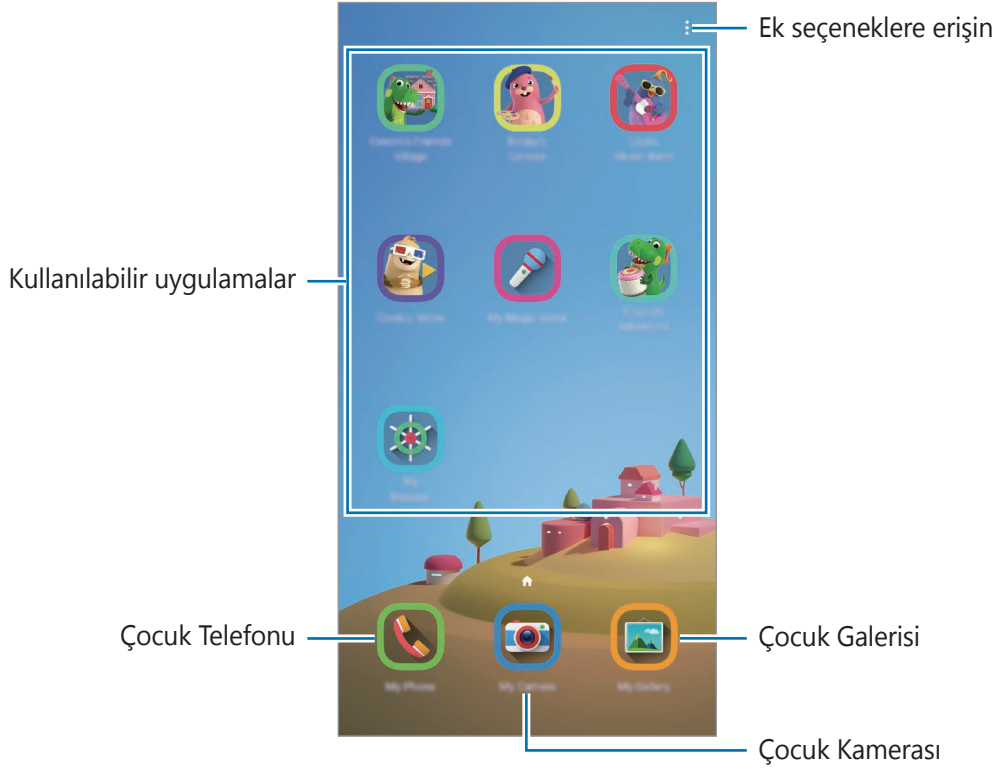 Ek seçeneklere erişin
Kullanılabilir uygulamalar
My Magic Voice
My
Çocuk Telefonu
Çocuk Galerisi
My Phone
My Camera
My Gallery
Çocuk Kamerası